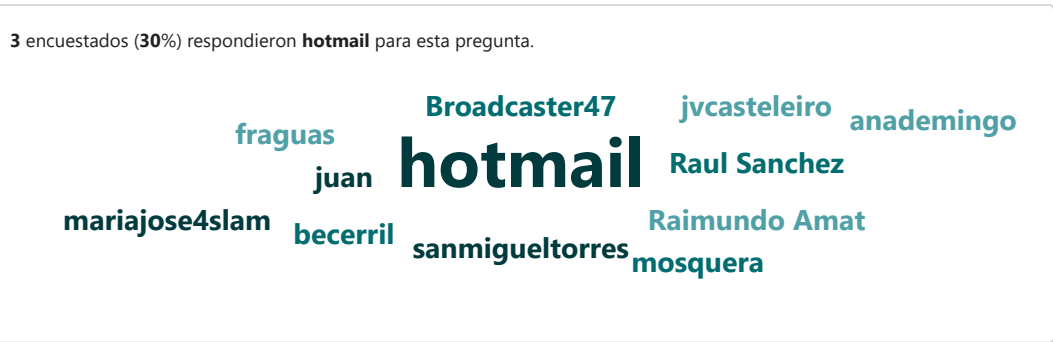 3 encuestados (30%) respondieron hotmail para esta pregunta.
Broadcaster47
jvcasteleiro
anademingo
fraguas
hotmail
Raul Sanchez
juan
mariajose4slam
becerril
sanmigueltorres
Raimundo Amat
mosquera